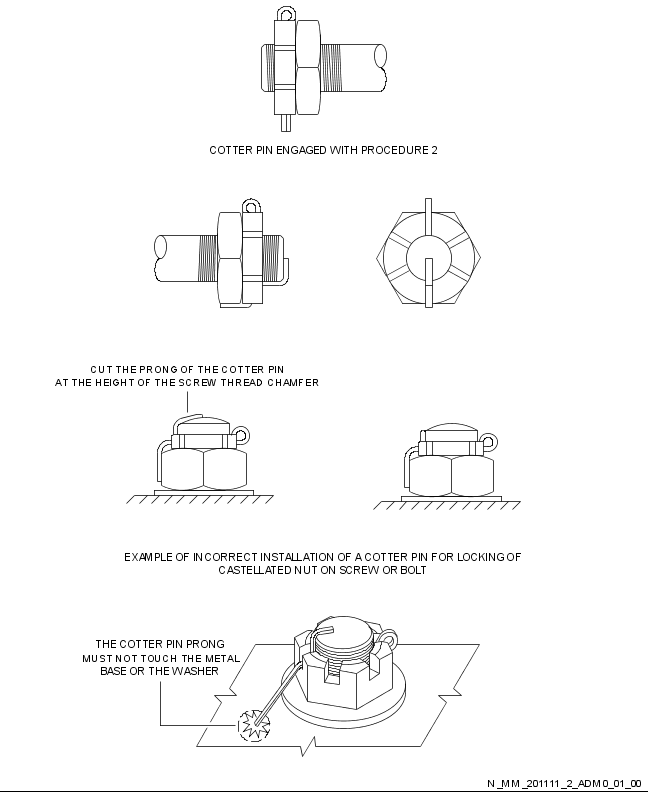 COTTER PIN ENGAGED WITH PROCEDURE 2
CUT THE PRONG OF THE COTTER PIN
AT THE HEIGHT OF THE SCREW THREAD CHAMFER
EXAMPLE OF INCORRECT INSTALLATION OF A COTTER PIN FOR LOCKING OF
CASTELLATED NUT ON SCREW OR BOLT
THE COTTER PIN PRONG
MUST NOT TOUCH THE METAL
BASE OR THE WASHER
N_MM_201111_2_ADM0_01_00